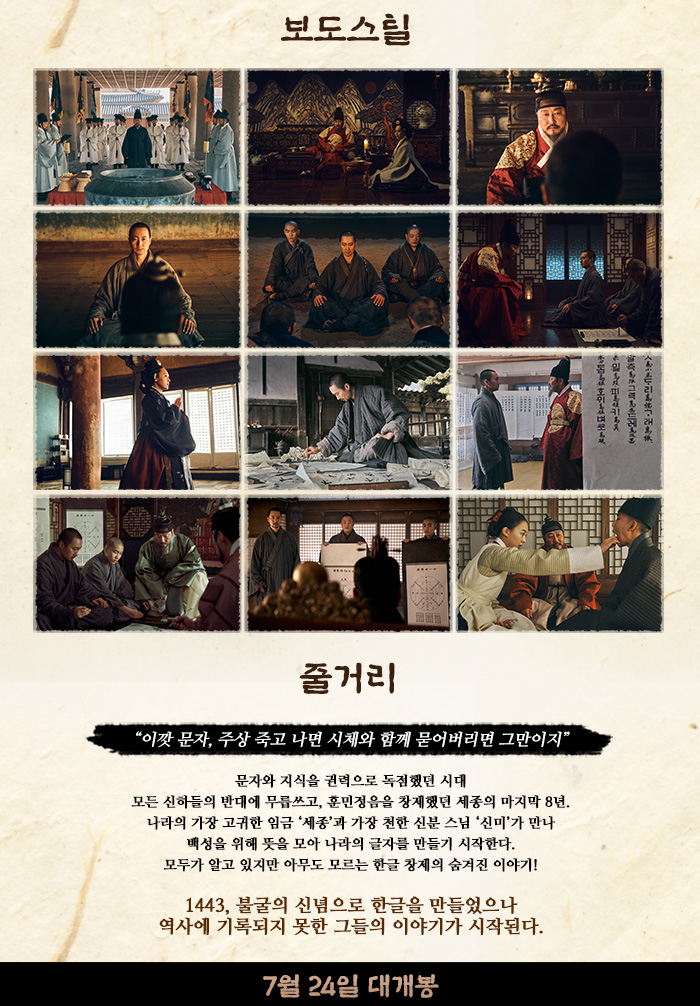 보도스틸
줄거리
“이깟 문자, 주상 죽고 나면 시체와 함께 묻어버리면 그만이지”
문자와 지식을 권력으로 독점했던 시대
모든 신하들의 반대에 무릅쓰고, 훈민정음을 창제했던 세종의 마지막 8년.
나라의 가장 고귀한 임금 ‘세종’과 가장 천한 신분 스님 ‘신미’가 만나
백성을 위해 뜻을 모아 나라의 글자를 만들기 시작한다.
모두가 알고 있지만 아무도 모르는 한글 창제의 숨겨진 이야기!
1443, 불굴의 신념으로 한글을 만들었으나
역사에 기록되지 못한 그들의 이야기가 시작된다.
7월 24일 대개봉